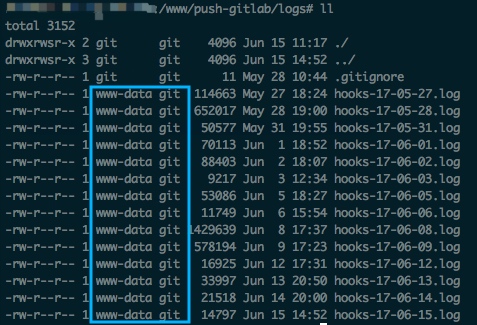 :/www/push-gitlab/logs# ll
total 3152
drwxrwsr-x 2 git git 4096 Jun 15 11:17 ./
drwxrwsr-x 3 git git 4096 Jun 15 14:52 ../
-rw-r--r-- 1 git git 11 May 28 10:44 .gitignore
-rw-r--r-- 1 www-data git 114663 May 27 18:24 hooks-17-05-27.log
-rw-r--r-- 1 www-data git 652017 May 28 19:00 hooks-17-05-28.log
-rw-r--r-- 1 www-data git 50577 May 31 19:55 hooks-17-05-31.log
-rw-r--r-- 1 www-data git 70113 Jun 1 18:52 hooks-17-06-01.log
-rw-r--r-- 1 www-data git 88403 Jun 2 18:07 hooks-17-06-02.log
-rw-r--r-- 1 www-data git 9217 Jun 3 12:34 hooks-17-06-03.log
-rw-r--r-- 1 www-data git 53086 Jun 5 18:27 hooks-17-06-05.log
-rw-r--r-- 1 www-data git 11749 Jun 6 15:54 hooks-17-06-06.log
-rw-r--r-- 1 www-data git 1429639 Jun 8 17:37 hooks-17-06-08.log
-rw-r--r-- 1 www-data git 578194 Jun 9 17:23 hooks-17-06-09.log
-rw-r--r-- 1 www-data git 16925 Jun 12 17:31 hooks-17-06-12.log
-rw-r--r-- 1 www-data git 33997 Jun 13 20:50 hooks-17-06-13.log
-rw-r--r-- 1 www-data git 21518 Jun 14 20:00 hooks-17-06-14.log
-rw-r--r-- 1 www-data git 14797 Jun 15 14:52 hooks-17-06-15.log